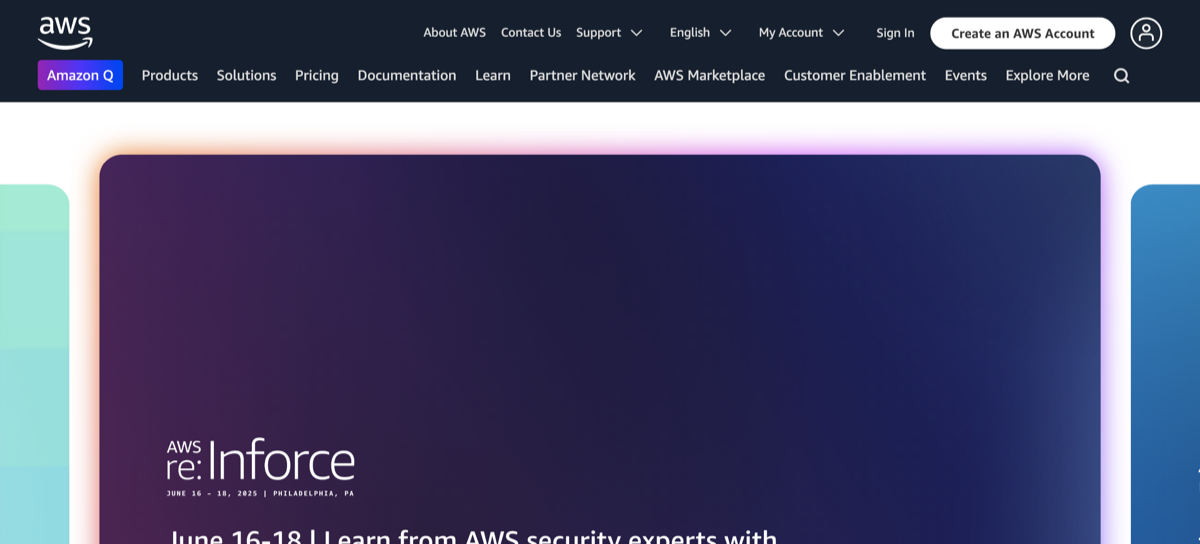 aws
About AWS Contact Us Support English My Account Sign In Create an AWS Account
Amazon Q Products Solutions Pricing Documentation Learn Partner Network AWS Marketplace Customer Enablement Events Explore More
AWS
re:Inforce
JUNE 16 - 18, 2025 | PHILADELPHIA, PA
June 16-18 | Learn from AWS security experts with